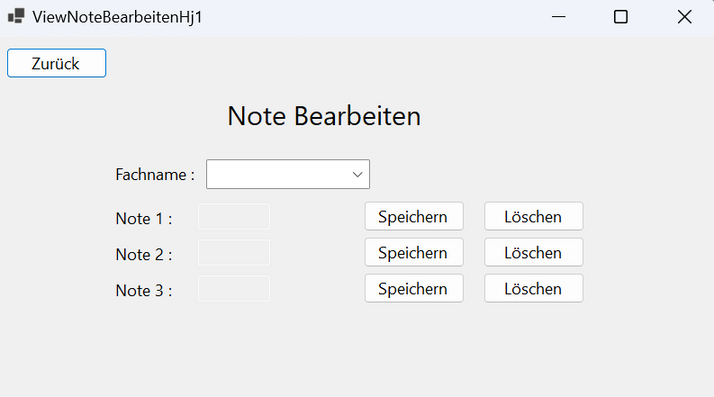 ViewNoteBearbeitenHj1
Zurück
Note Bearbeiten
Fachname :
Note 1 : Speichern Löschen
Note 2 : Speichern Löschen
Note 3 : Speichern Löschen